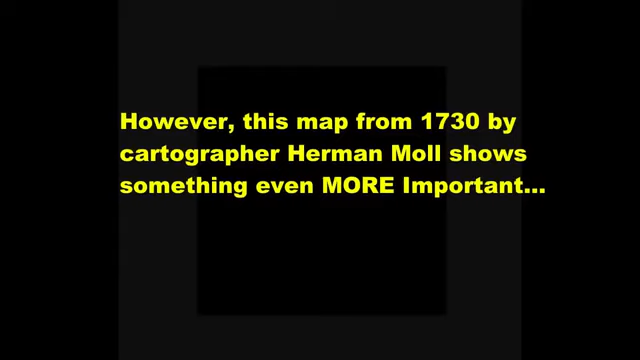 However, this map from 1730 by
cartographer Herman Moll shows
something even MORE Important...